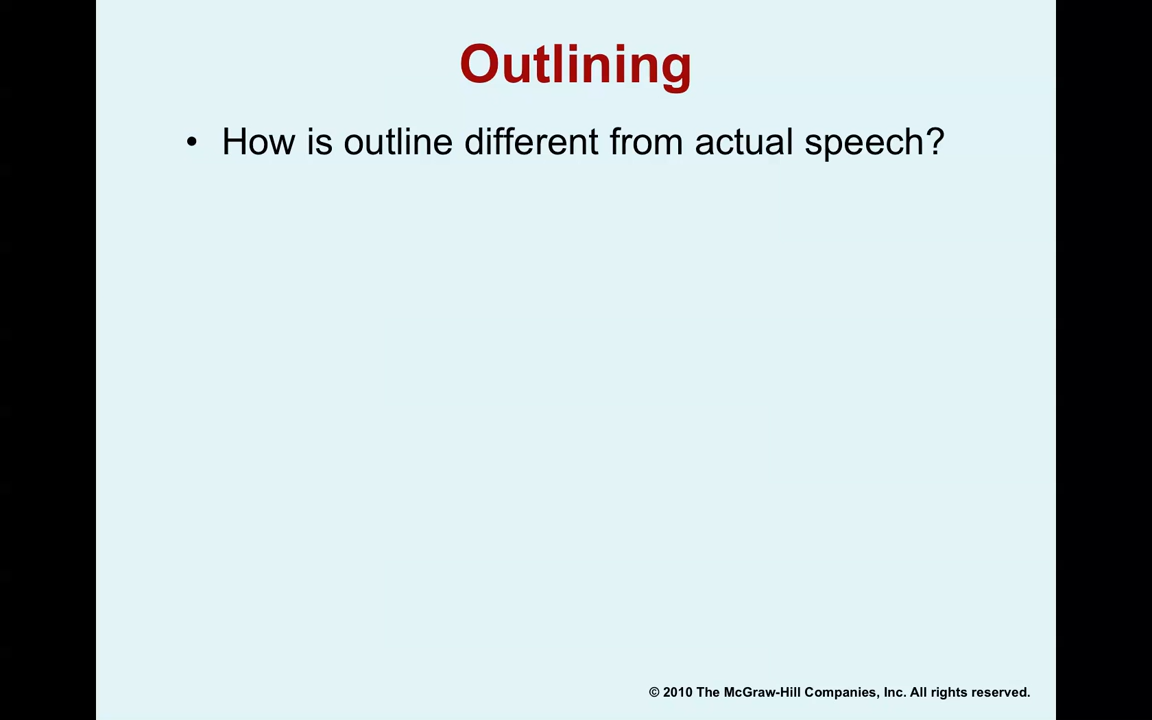 Outlining
• How is outline different from actual speech?
© 2010 The McGraw-Hill Companies, Inc. All rights reserved.